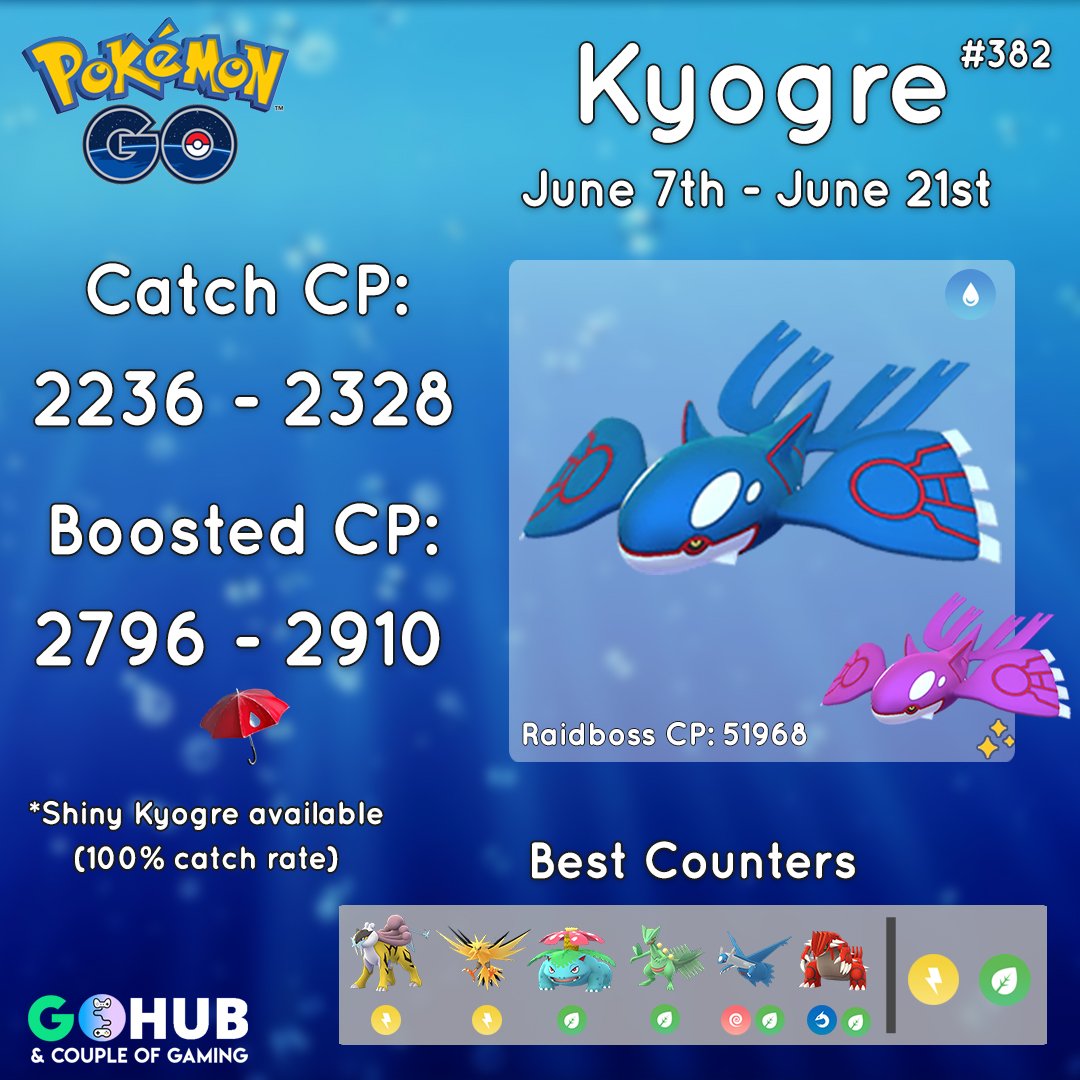 POKéMON
GO
TM
Kyogre
#382
June 7th - June 21st
Catch CP:
2236 - 2328
Boosted CP:
2796 - 2910
Raidboss CP: 51968
*Shiny Kyogre available
(100% catch rate)
Best Counters
GOHUB
& COUPLE OF GAMING